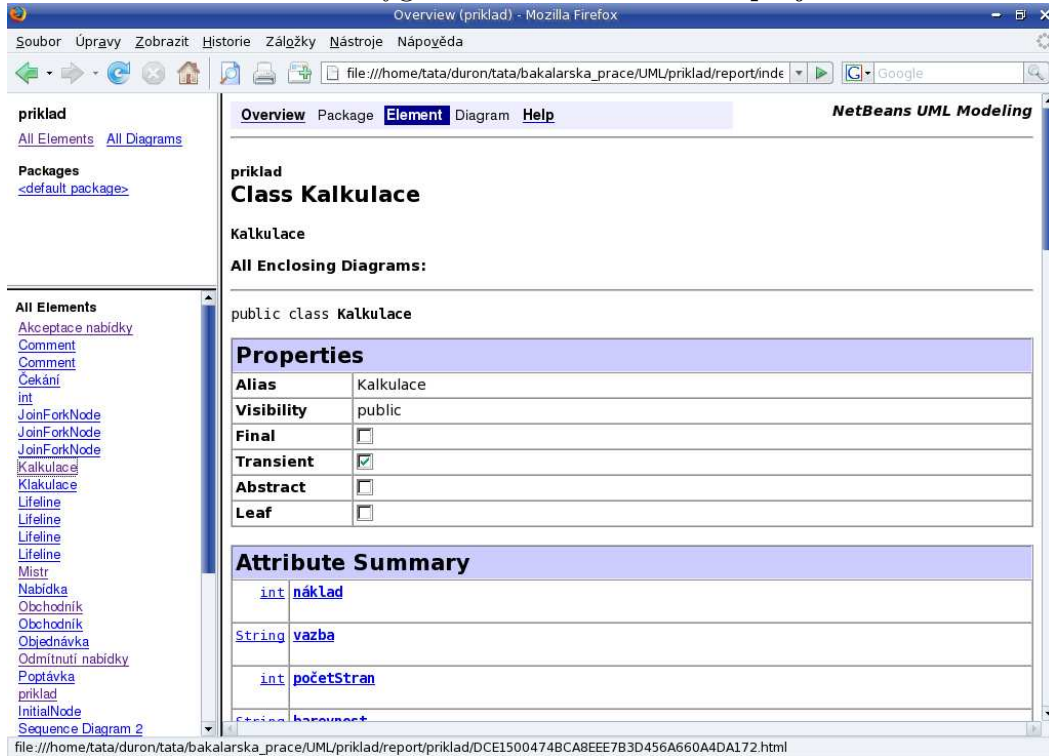 Overview (priklad) - Mozilla Firefox
Soubor Úpravy Zobrazit Historie Záložky Nástroje Nápověda
file:///home/tata/duron/tata/bakalarska_prace/UML/priklad/report/inde
Google
priklad
All Elements All Diagrams
Packages
<default package>
All Elements
Akceptace nabídky
Comment
Comment
Čekání
int
JoinForkNode
JoinForkNode
JoinForkNode
Kalkulace
Klakulace
Lifeline
Lifeline
Lifeline
Lifeline
Mistr
Nabídka
Obchodník
Obchodník
Objednávka
Odmítnutí nabídky
Poptávka
priklad
InitialNode
Sequence Diagram 2
Overview Package Element Diagram Help
NetBeans UML Modeling
priklad
Class Kalkulace
Kalkulace
All Enclosing Diagrams:
public class Kalkulace
Properties
Alias Kalkulace
Visibility public
Final
Transient
Abstract
Leaf
Attribute Summary
int náklad
String vazba
int početStran
String barevnost
file:///home/tata/duron/tata/bakalarska_prace/UML/priklad/report/priklad/DCE1500474BCA8EEE7B3D456A660A4DA172.html